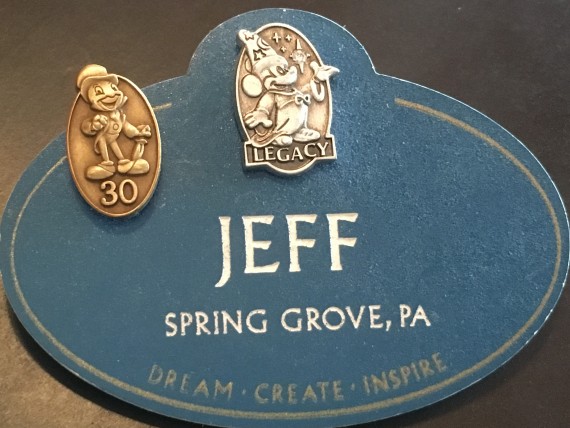 LEGACY
30
JEFF
SPRING GROVE, PA
DREAM · CREATE · INSPIRE